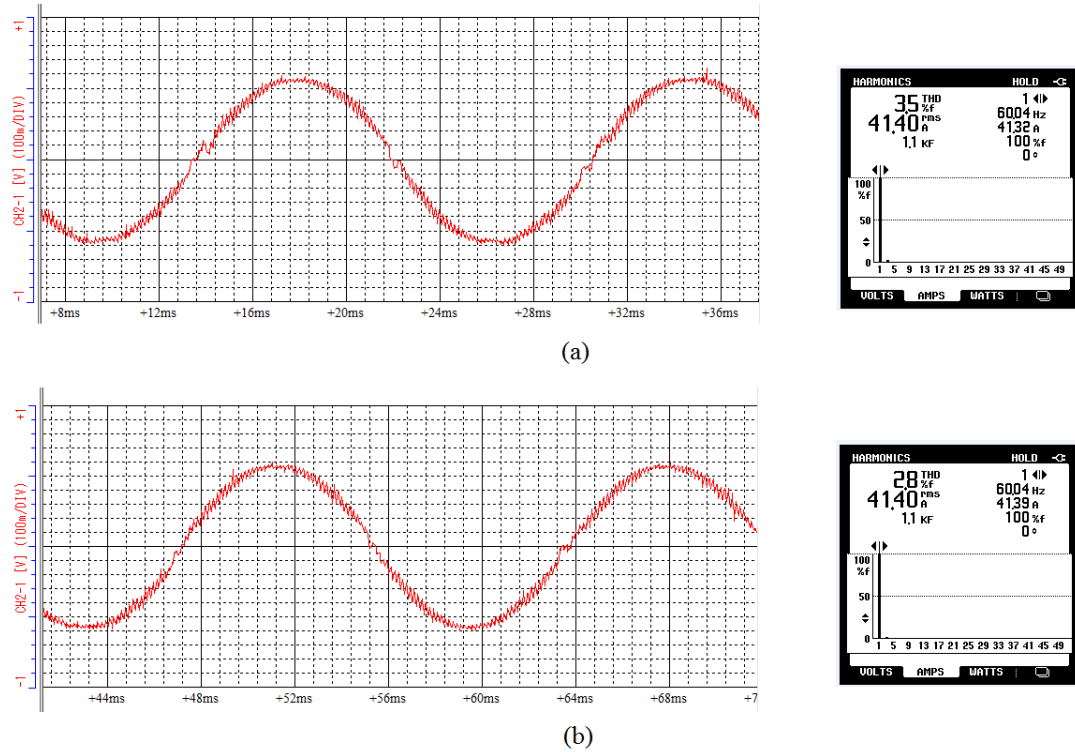 +1
CH2-1 [V] (100m/DIV)
-1
+8ms +12ms +16ms +20ms +24ms +28ms +32ms +36ms
HARMONICS HOLD
3.5 THD %f 1
41.40 rms A 60.04 Hz
41.32 A
1.1 KF 100 %f
0 °
100
%f
50
0
1 5 9 13 17 21 25 29 33 37 41 45 49
VOLTS AMPS WATTS
(a)
+1
CH2-1 [V] (100m/DIV)
-1
+44ms +48ms +52ms +56ms +60ms +64ms +68ms +7
HARMONICS HOLD
2.8 THD %f 1
41.40 rms A 60.04 Hz
41.39 A
1.1 KF 100 %f
0 °
100
%f
50
0
1 5 9 13 17 21 25 29 33 37 41 45 49
VOLTS AMPS WATTS
(b)